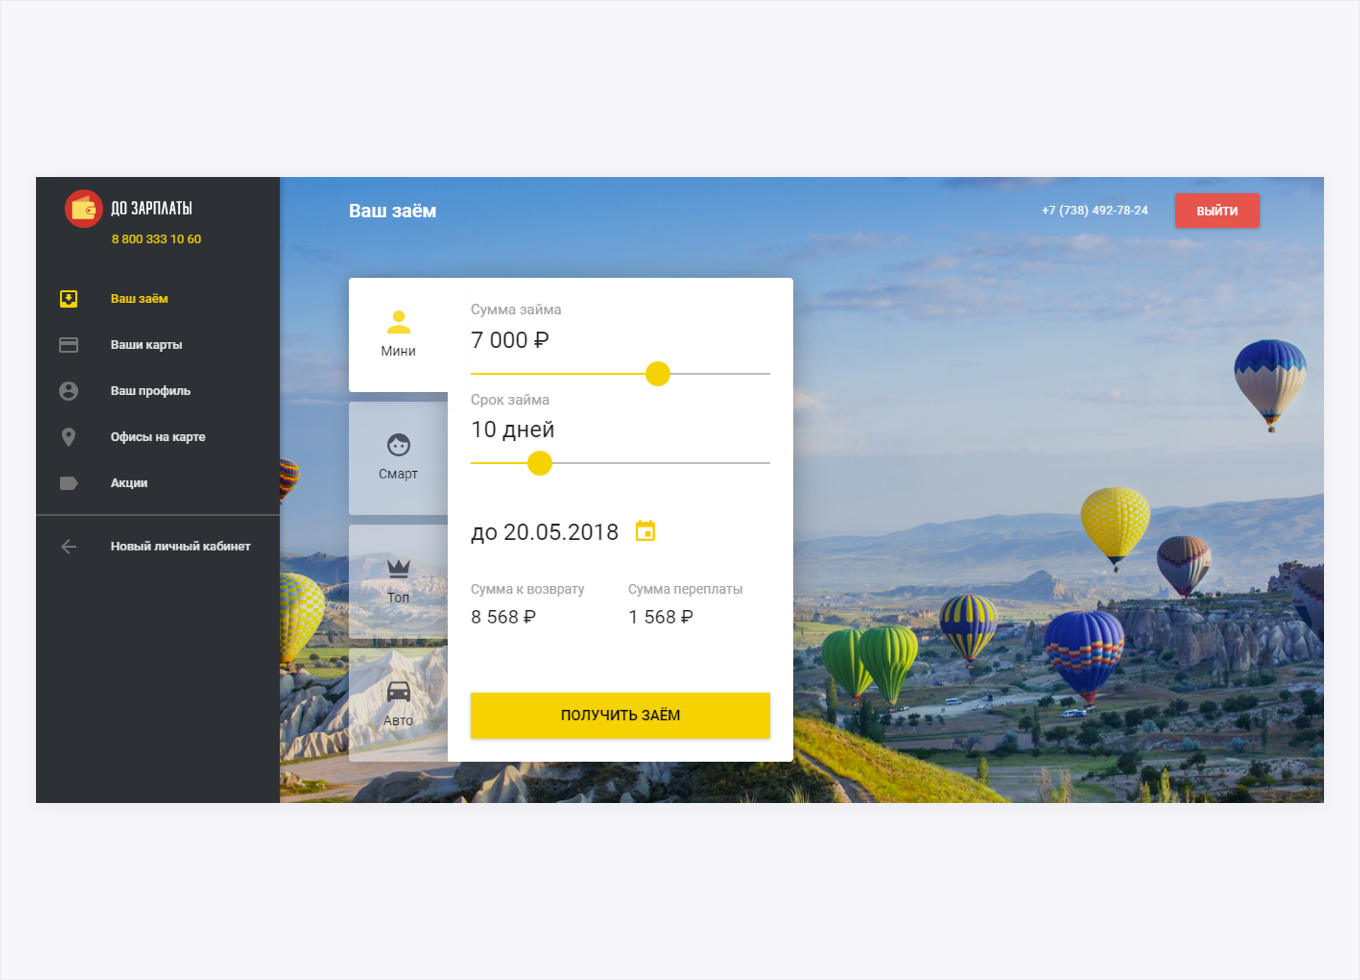 ДО ЗАРПЛАТЫ
8 800 333 10 60
Ваш заём
Ваши карты
Ваш профиль
Офисы на карте
Акции
Новый личный кабинет
Ваш заём
+7 (738) 492-78-24
ВЫЙТИ
Мини
Смарт
Топ
Авто
Сумма займа
7 000 ₽
Срок займа
10 дней
до 20.05.2018
Сумма к возврату
8 568 ₽
Сумма переплаты
1 568 ₽
ПОЛУЧИТЬ ЗАЁМ